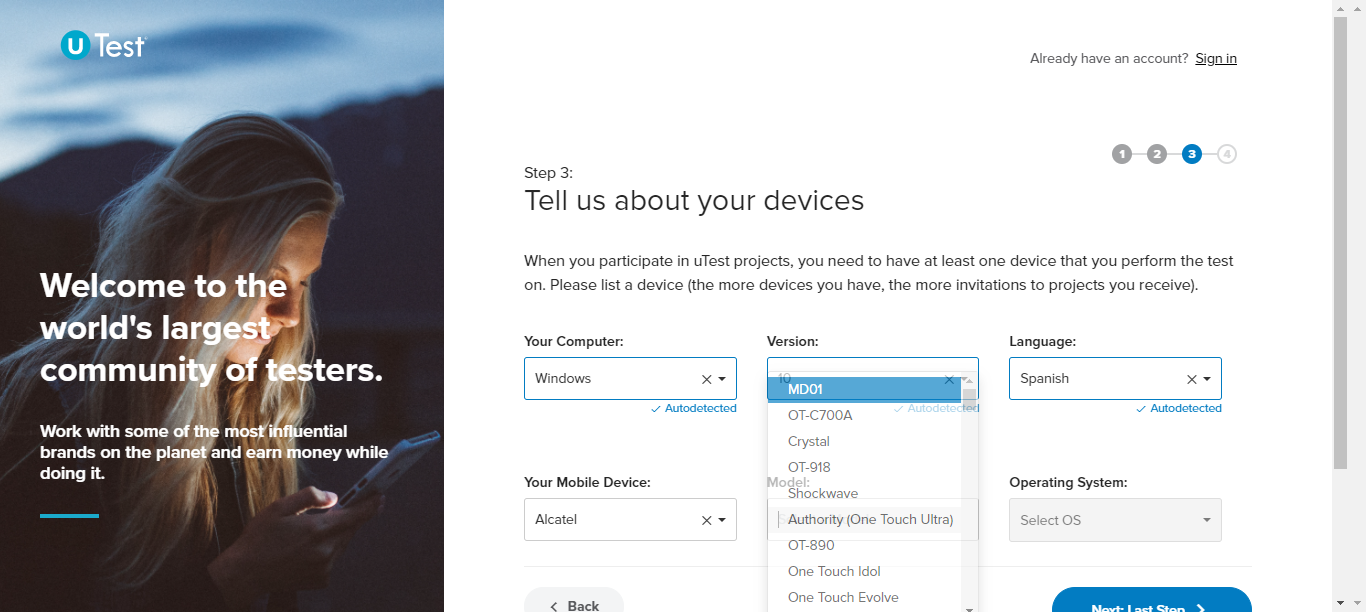 U Test
Already have an account? Sign in
1 2 3 4
Step 3:
Tell us about your devices
When you participate in uTest projects, you need to have at least one device that you perform the test
on. Please list a device (the more devices you have, the more invitations to projects you receive).
Welcome to the
world's largest
community of testers.
Work with some of the most influential
brands on the planet and earn money while
doing it.
Your Computer:
Windows
Autodetected
Version:
10
Autodetected
Language:
Spanish
Autodetected
Your Mobile Device:
Alcatel
Model:
MD01
OT-C700A
Crystal
OT-918
Shockwave
Authority (One Touch Ultra)
OT-890
One Touch Idol
One Touch Evolve
Operating System:
Select OS
Back
Next: Last Step